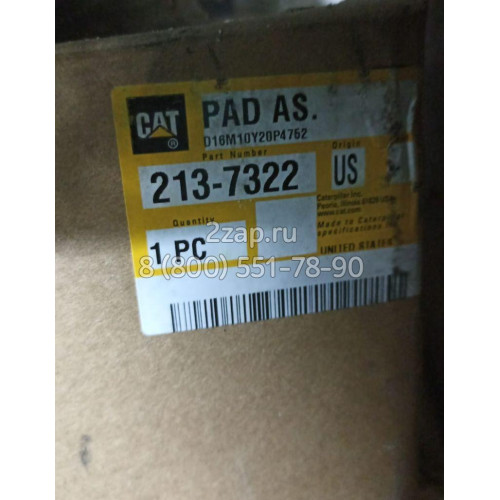 CAT
®
PAD AS.
D16M10Y20P4752
Part Number
Origin
213-7322
US
Caterpillar Inc.
Peoria, Illinois 61629 U.S.A.
www.cat.com
Quantity
1 PC
Made to Caterpillar
specifications
UNITED STATES
2zap.ru
8 (800) 551-78-90